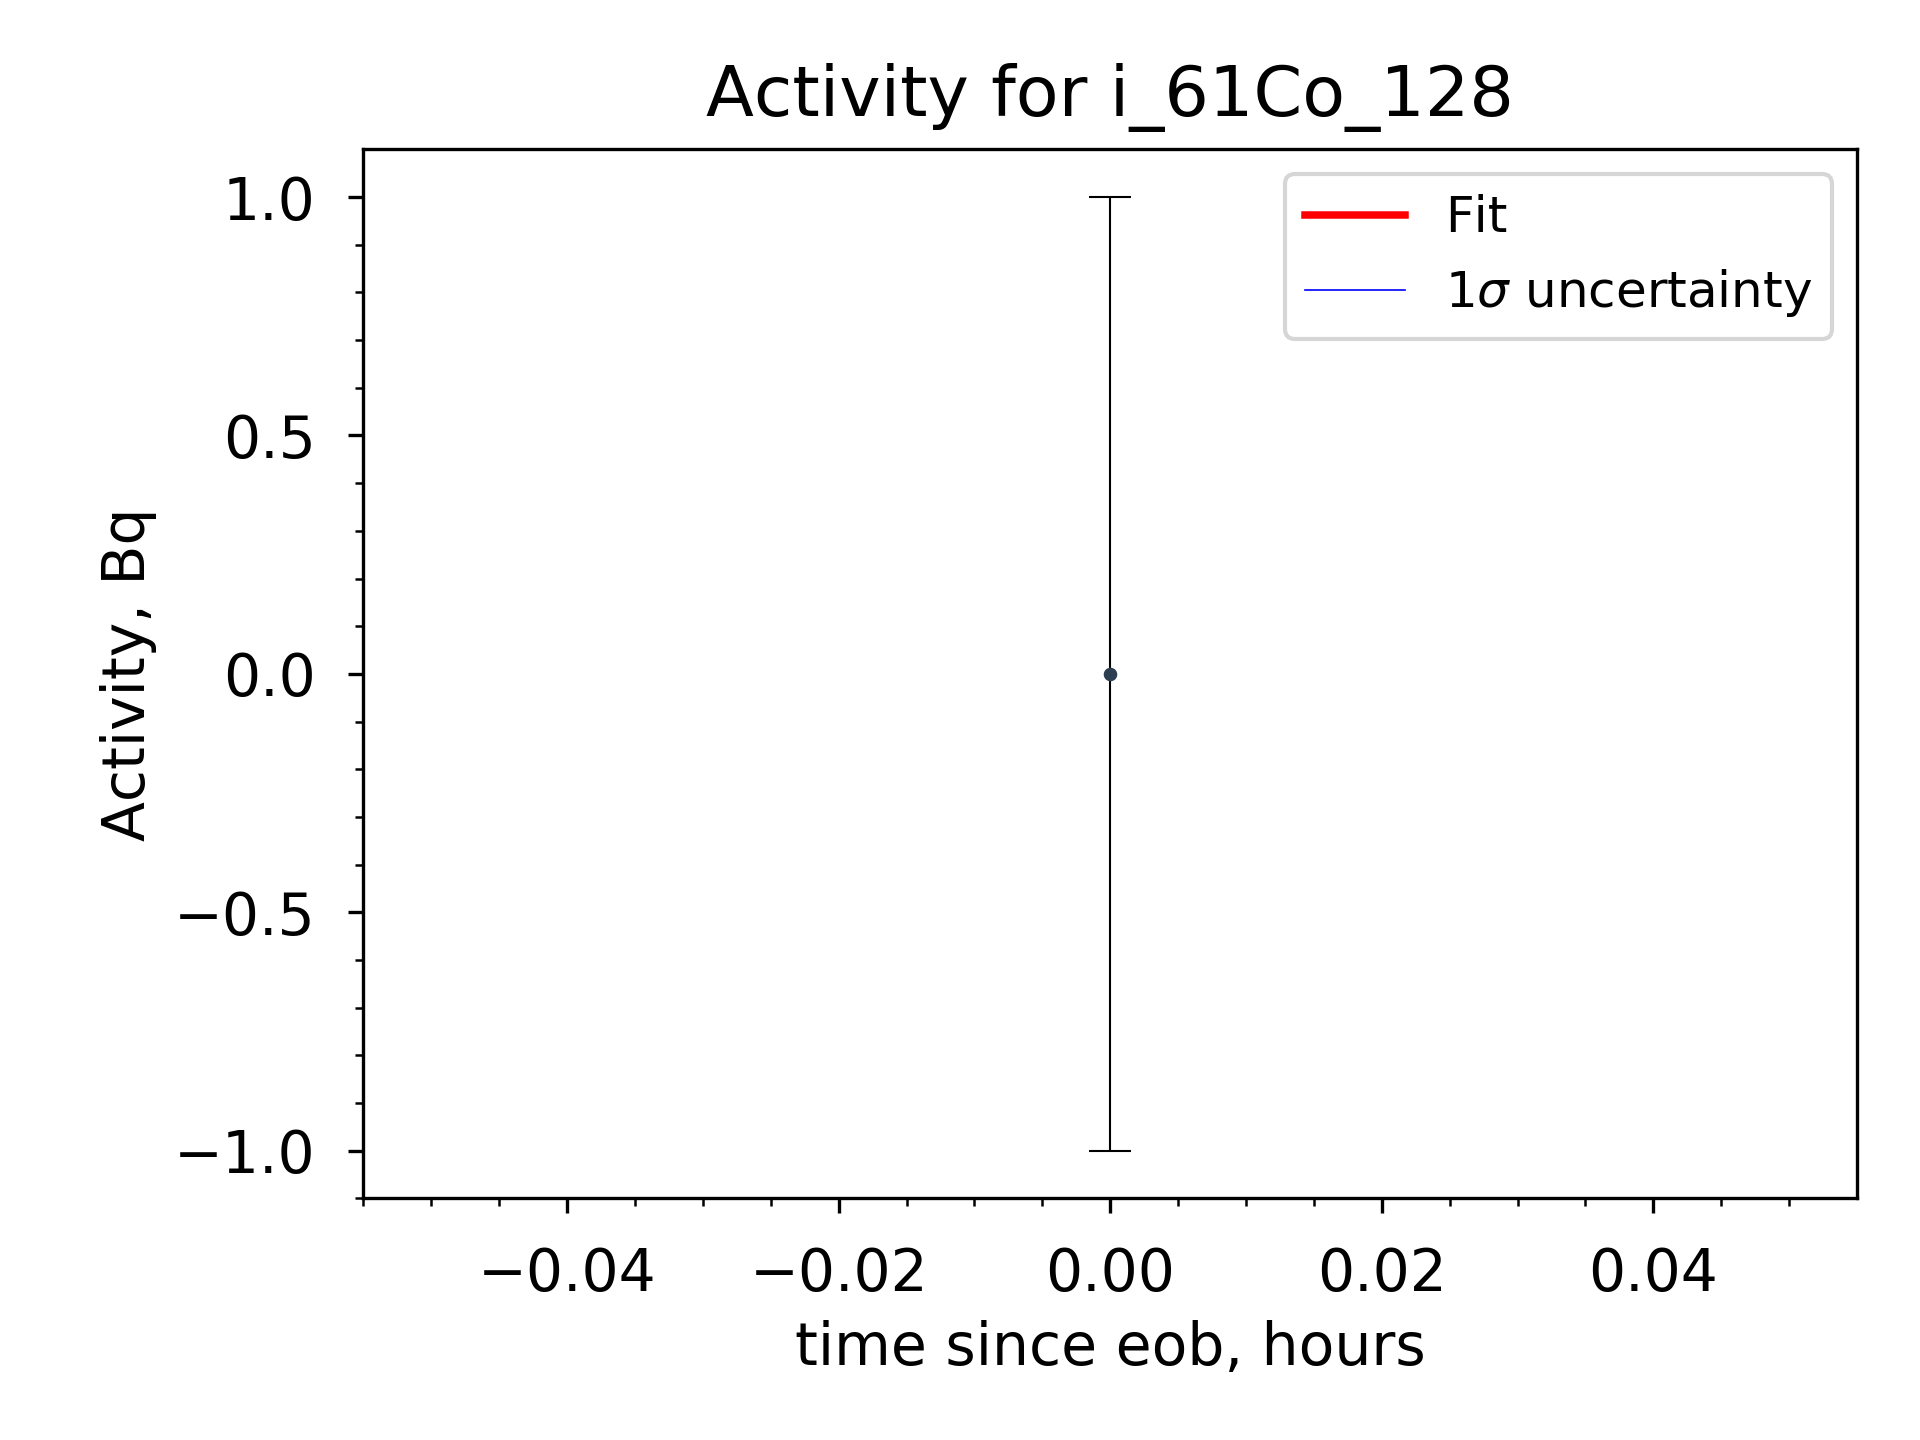 Activity for i_61Co_128
Fit
1σ uncertainty
1.0
0.5
0.0
−0.5
−1.0
Activity, Bq
−0.04 −0.02 0.00 0.02 0.04
time since eob, hours